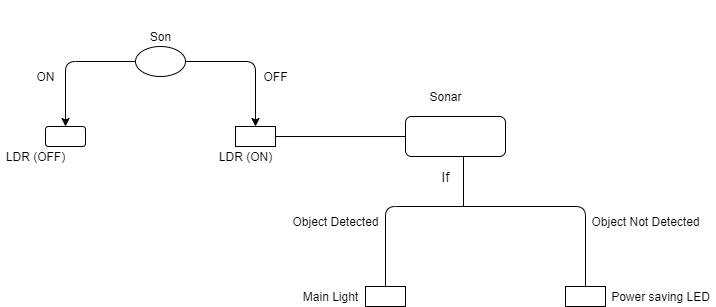 Son
ON
OFF
Sonar
LDR (OFF)
LDR (ON)
If
Object Detected
Object Not Detected
Main Light
Power saving LED